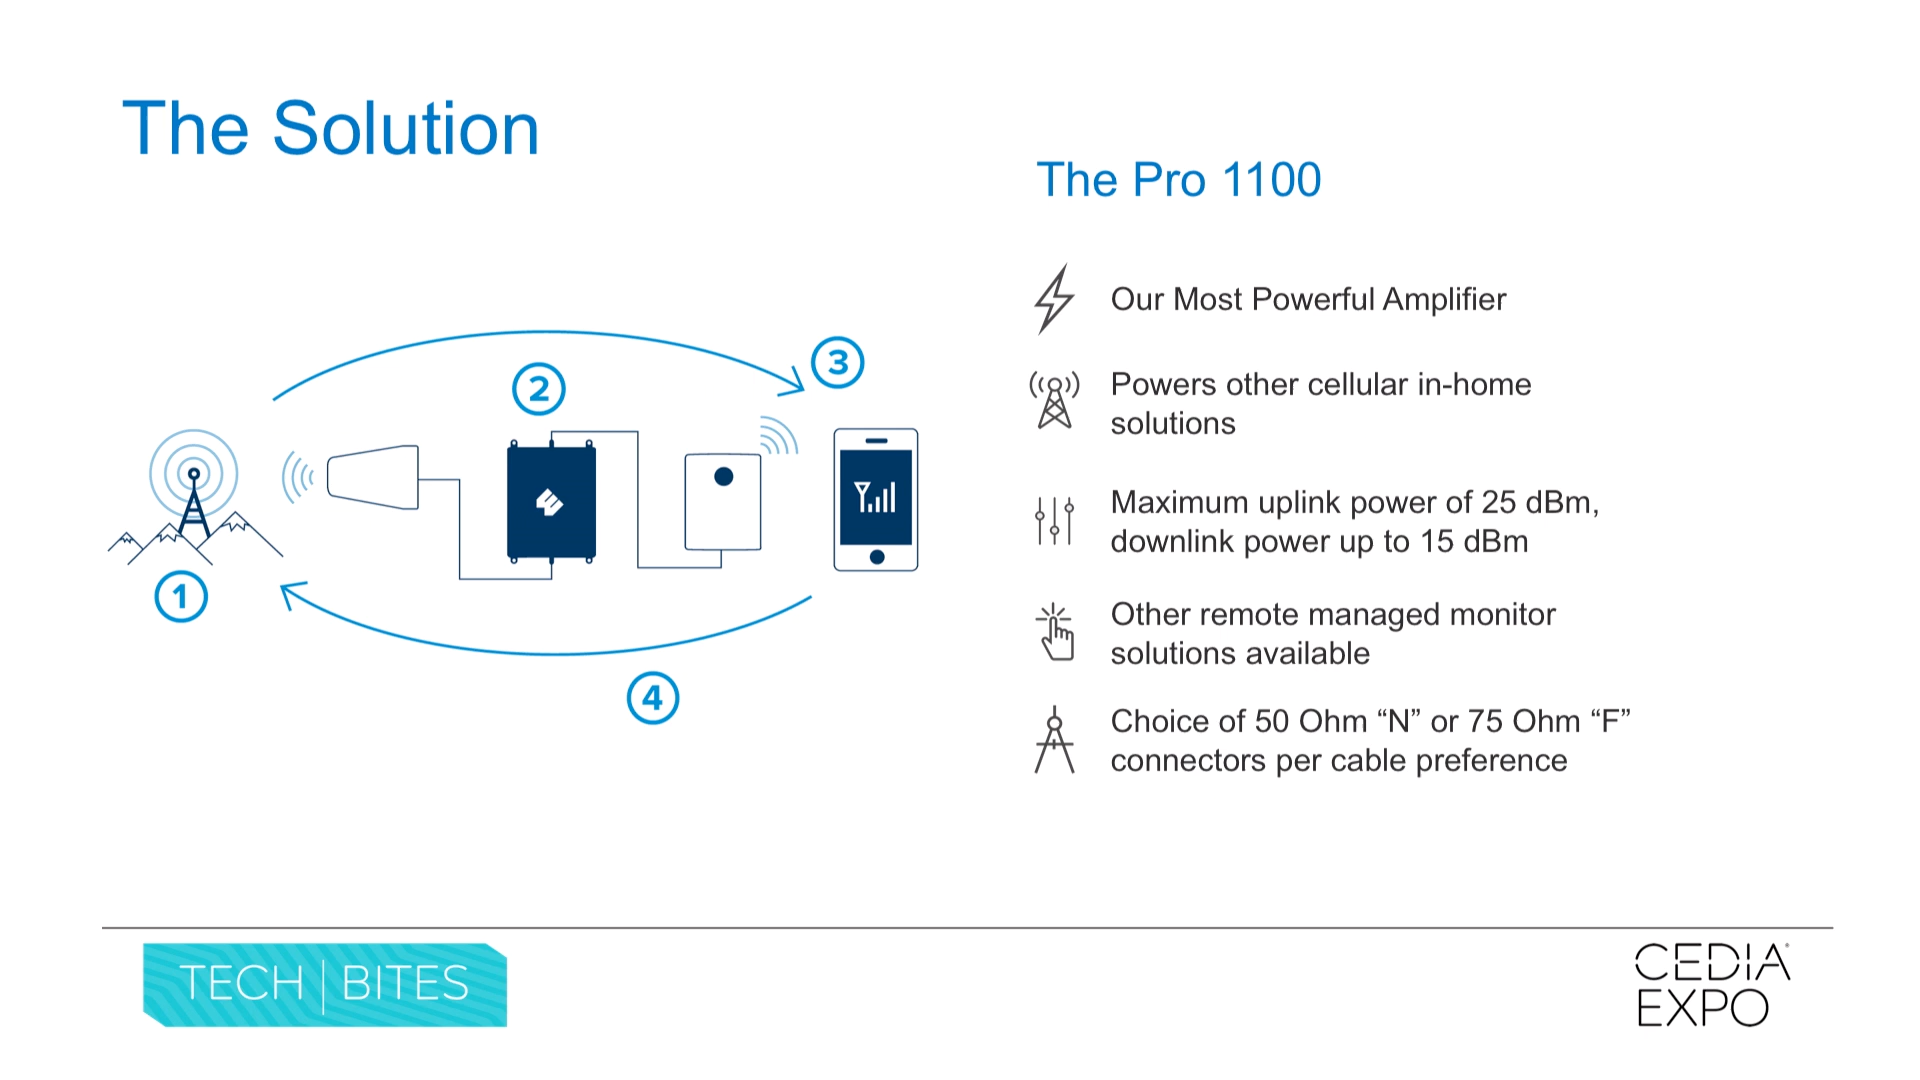 The Solution
The Pro 1100
Our Most Powerful Amplifier
Powers other cellular in-home
solutions
Maximum uplink power of 25 dBm,
downlink power up to 15 dBm
Other remote managed monitor
solutions available
Choice of 50 Ohm “N” or 75 Ohm “F”
connectors per cable preference
1
2
3
4
TECH | BITES
CEDIA
EXPO